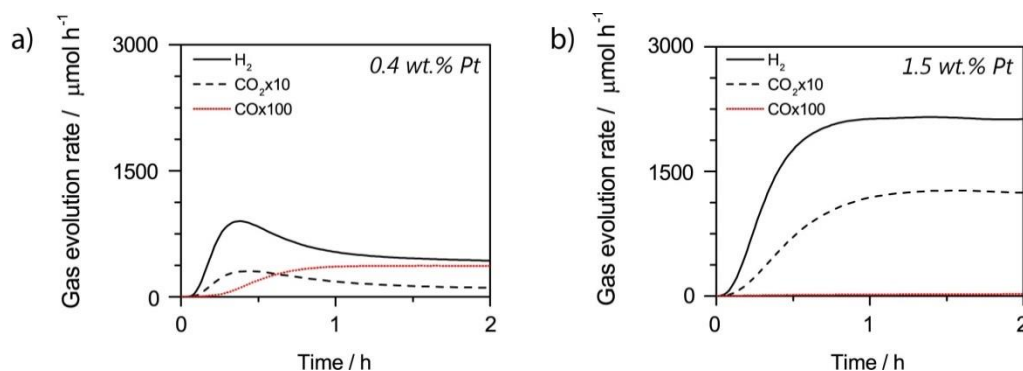 a)
Gas evolution rate / μmol h⁻¹
3000
1500
0
H₂
CO₂x10
COx100
0.4 wt.% Pt
0
1
2
Time / h
b)
Gas evolution rate / μmol h⁻¹
3000
1500
0
H₂
CO₂x10
COx100
1.5 wt.% Pt
0
1
2
Time / h